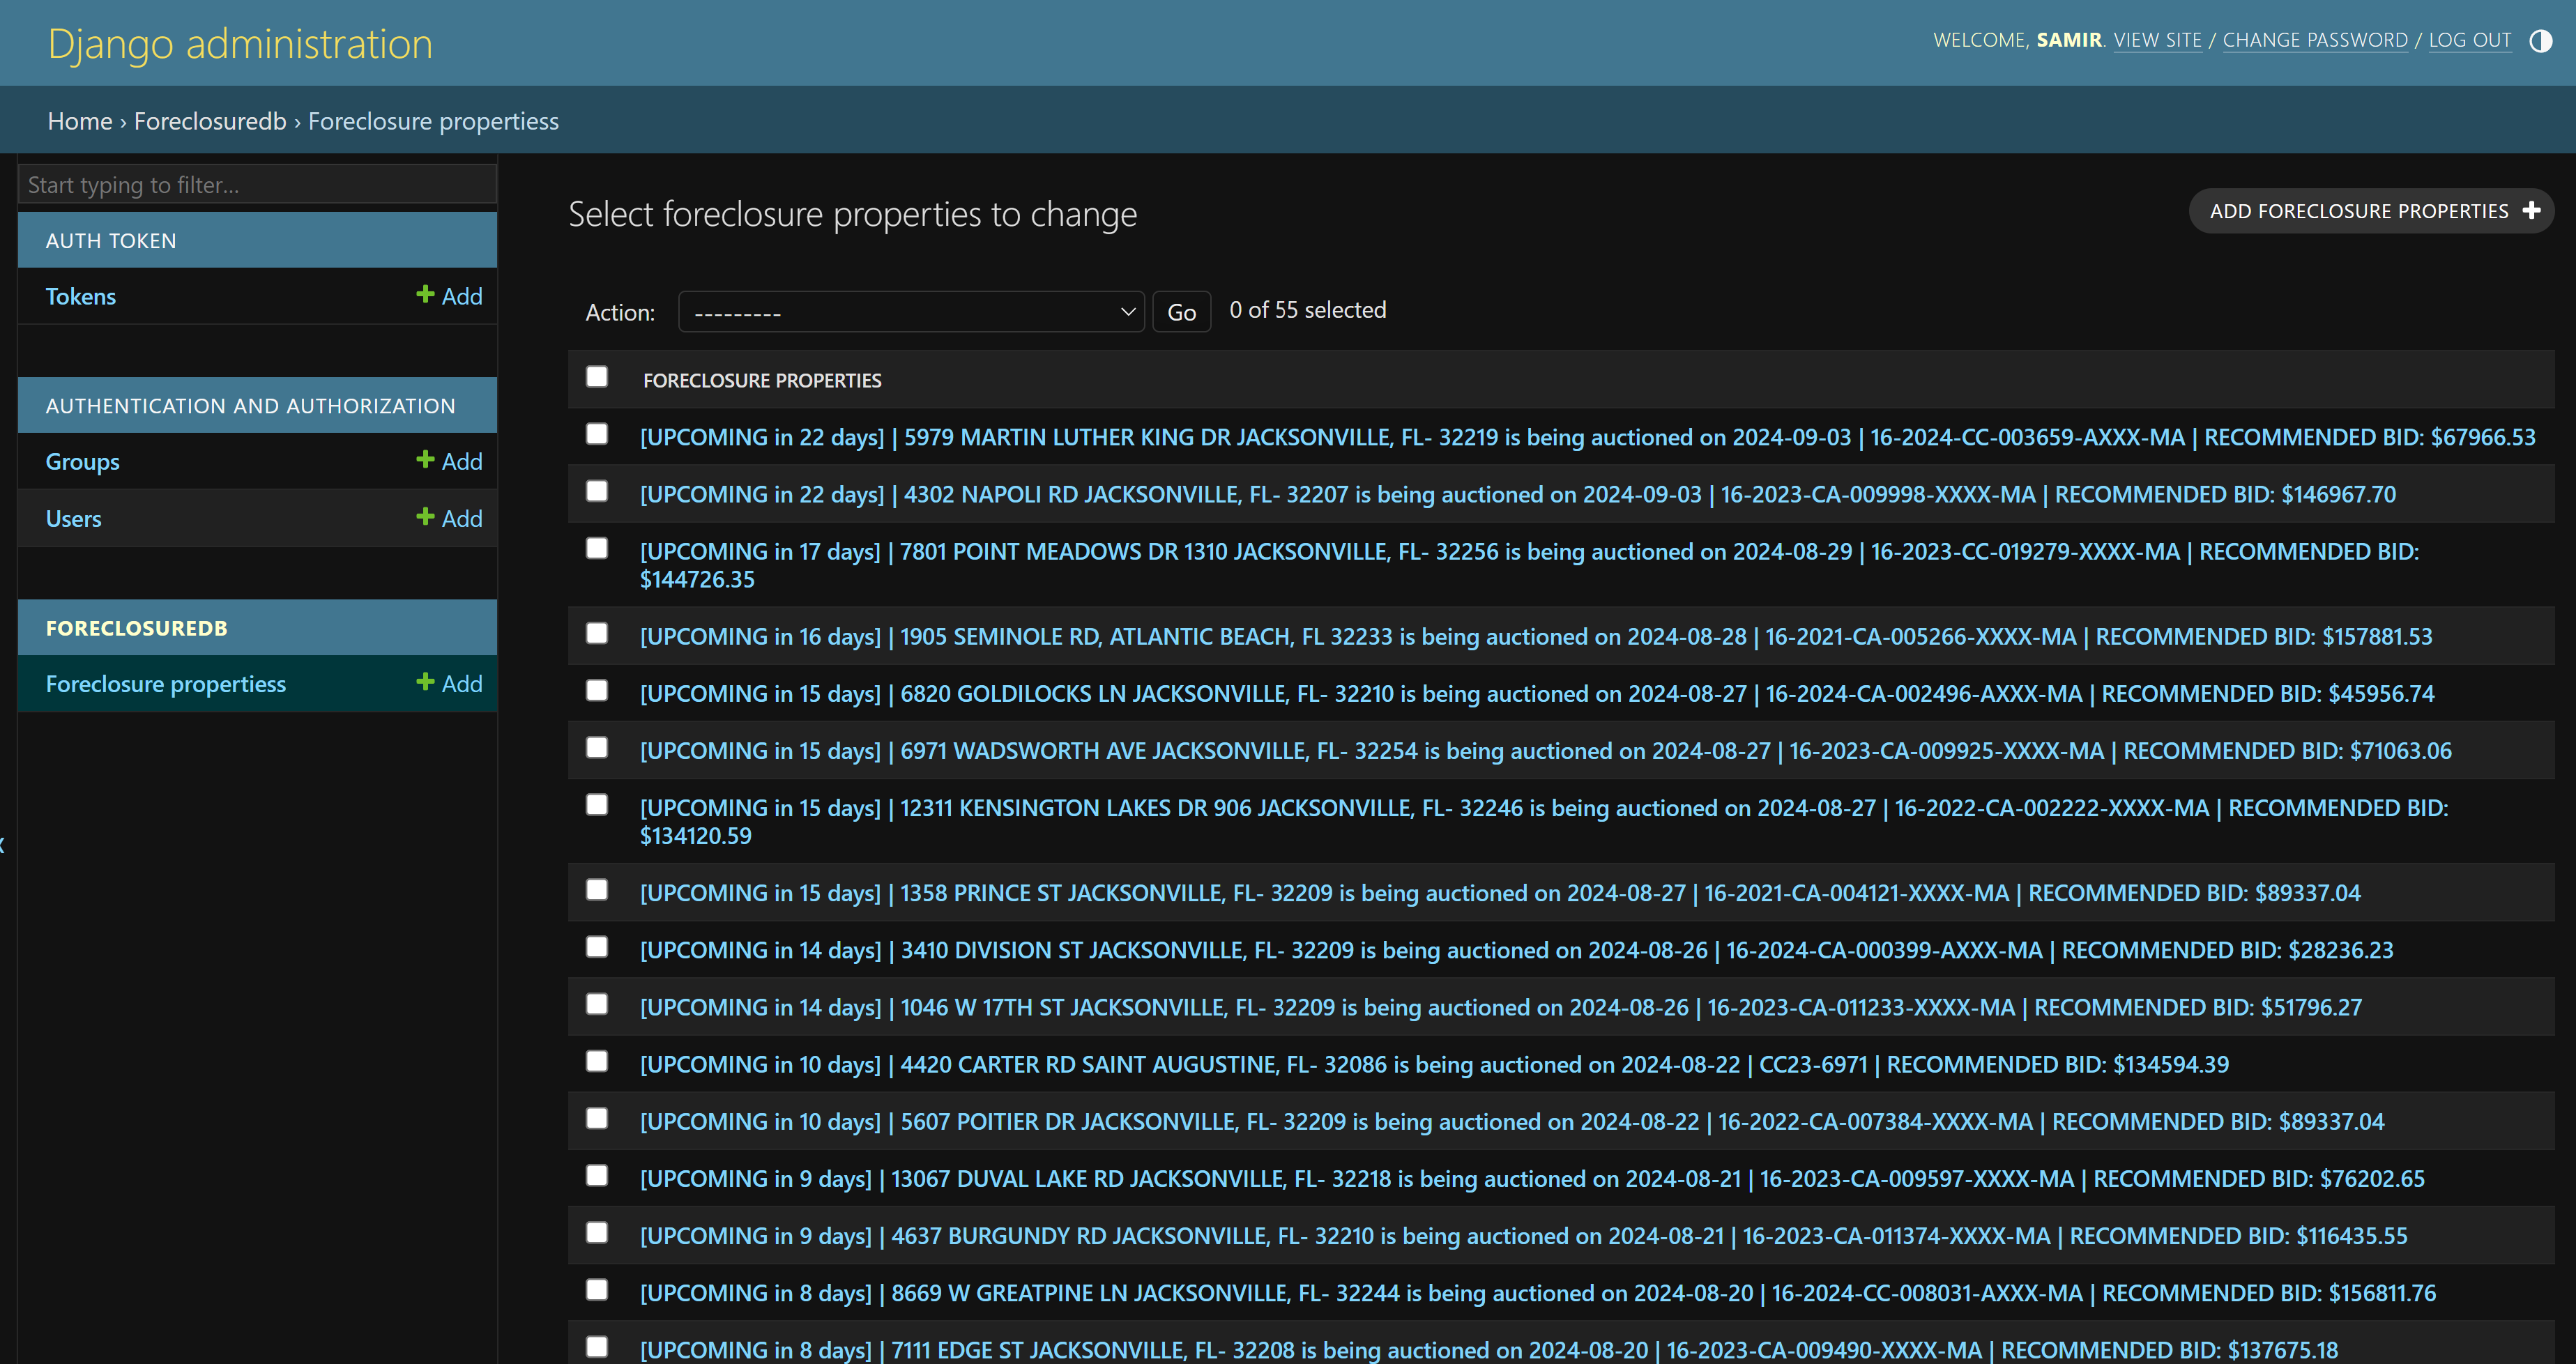 Django administration
WELCOME, SAMIR. VIEW SITE / CHANGE PASSWORD / LOG OUT
Home › Foreclosuredb › Foreclosure propertiess
Start typing to filter...
AUTH TOKEN
Tokens
Add
AUTHENTICATION AND AUTHORIZATION
Groups
Add
Users
Add
FORECLOSUREDB
Foreclosure propertiess
Add
Select foreclosure properties to change
ADD FORECLOSURE PROPERTIES
Action: --------- Go 0 of 55 selected
FORECLOSURE PROPERTIES
[UPCOMING in 22 days] | 5979 MARTIN LUTHER KING DR JACKSONVILLE, FL- 32219 is being auctioned on 2024-09-03 | 16-2024-CC-003659-AXXX-MA | RECOMMENDED BID: $67966.53
[UPCOMING in 22 days] | 4302 NAPOLI RD JACKSONVILLE, FL- 32207 is being auctioned on 2024-09-03 | 16-2023-CA-009998-XXXX-MA | RECOMMENDED BID: $146967.70
[UPCOMING in 17 days] | 7801 POINT MEADOWS DR 1310 JACKSONVILLE, FL- 32256 is being auctioned on 2024-08-29 | 16-2023-CC-019279-XXXX-MA | RECOMMENDED BID:
$144726.35
[UPCOMING in 16 days] | 1905 SEMINOLE RD, ATLANTIC BEACH, FL 32233 is being auctioned on 2024-08-28 | 16-2021-CA-005266-XXXX-MA | RECOMMENDED BID: $157881.53
[UPCOMING in 15 days] | 6820 GOLDILOCKS LN JACKSONVILLE, FL- 32210 is being auctioned on 2024-08-27 | 16-2024-CA-002496-AXXX-MA | RECOMMENDED BID: $45956.74
[UPCOMING in 15 days] | 6971 WADSWORTH AVE JACKSONVILLE, FL- 32254 is being auctioned on 2024-08-27 | 16-2023-CA-009925-XXXX-MA | RECOMMENDED BID: $71063.06
[UPCOMING in 15 days] | 12311 KENSINGTON LAKES DR 906 JACKSONVILLE, FL- 32246 is being auctioned on 2024-08-27 | 16-2022-CA-002222-XXXX-MA | RECOMMENDED BID:
$134120.59
[UPCOMING in 15 days] | 1358 PRINCE ST JACKSONVILLE, FL- 32209 is being auctioned on 2024-08-27 | 16-2021-CA-004121-XXXX-MA | RECOMMENDED BID: $89337.04
[UPCOMING in 14 days] | 3410 DIVISION ST JACKSONVILLE, FL- 32209 is being auctioned on 2024-08-26 | 16-2024-CA-000399-AXXX-MA | RECOMMENDED BID: $28236.23
[UPCOMING in 14 days] | 1046 W 17TH ST JACKSONVILLE, FL- 32209 is being auctioned on 2024-08-26 | 16-2023-CA-011233-XXXX-MA | RECOMMENDED BID: $51796.27
[UPCOMING in 10 days] | 4420 CARTER RD SAINT AUGUSTINE, FL- 32086 is being auctioned on 2024-08-22 | CC23-6971 | RECOMMENDED BID: $134594.39
[UPCOMING in 10 days] | 5607 POITIER DR JACKSONVILLE, FL- 32209 is being auctioned on 2024-08-22 | 16-2022-CA-007384-XXXX-MA | RECOMMENDED BID: $89337.04
[UPCOMING in 9 days] | 13067 DUVAL LAKE RD JACKSONVILLE, FL- 32218 is being auctioned on 2024-08-21 | 16-2023-CA-009597-XXXX-MA | RECOMMENDED BID: $76202.65
[UPCOMING in 9 days] | 4637 BURGUNDY RD JACKSONVILLE, FL- 32210 is being auctioned on 2024-08-21 | 16-2023-CA-011374-XXXX-MA | RECOMMENDED BID: $116435.55
[UPCOMING in 8 days] | 8669 W GREATPINE LN JACKSONVILLE, FL- 32244 is being auctioned on 2024-08-20 | 16-2024-CC-008031-AXXX-MA | RECOMMENDED BID: $156811.76
[UPCOMING in 8 days] | 7111 EDGE ST JACKSONVILLE, FL- 32208 is being auctioned on 2024-08-20 | 16-2023-CA-009490-XXXX-MA | RECOMMENDED BID: $137675.18